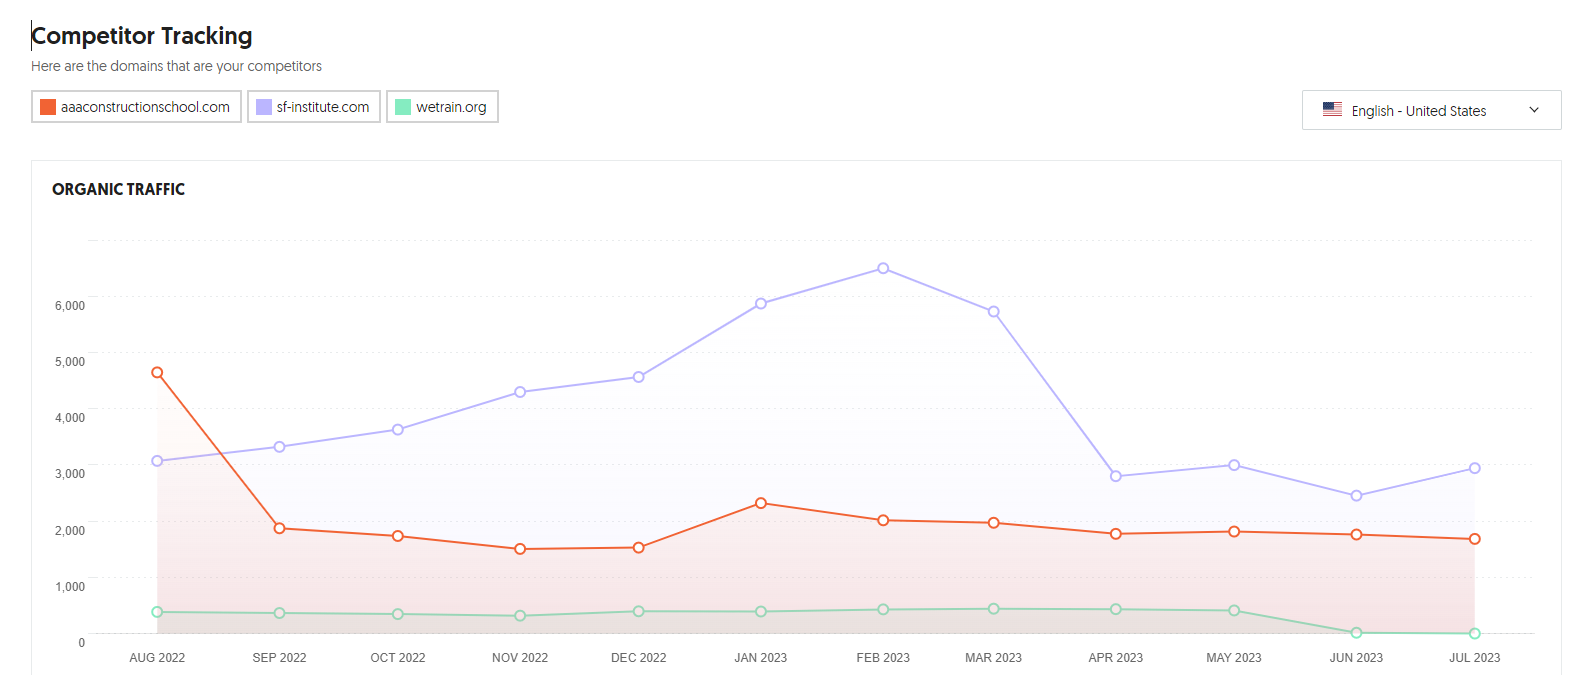 Competitor Tracking
Here are the domains that are your competitors
aaaconstructionschool.com sf-institute.com wetrain.org
English - United States
ORGANIC TRAFFIC
6,000
5,000
4,000
3,000
2,000
1,000
0
AUG 2022 SEP 2022 OCT 2022 NOV 2022 DEC 2022 JAN 2023 FEB 2023 MAR 2023 APR 2023 MAY 2023 JUN 2023 JUL 2023